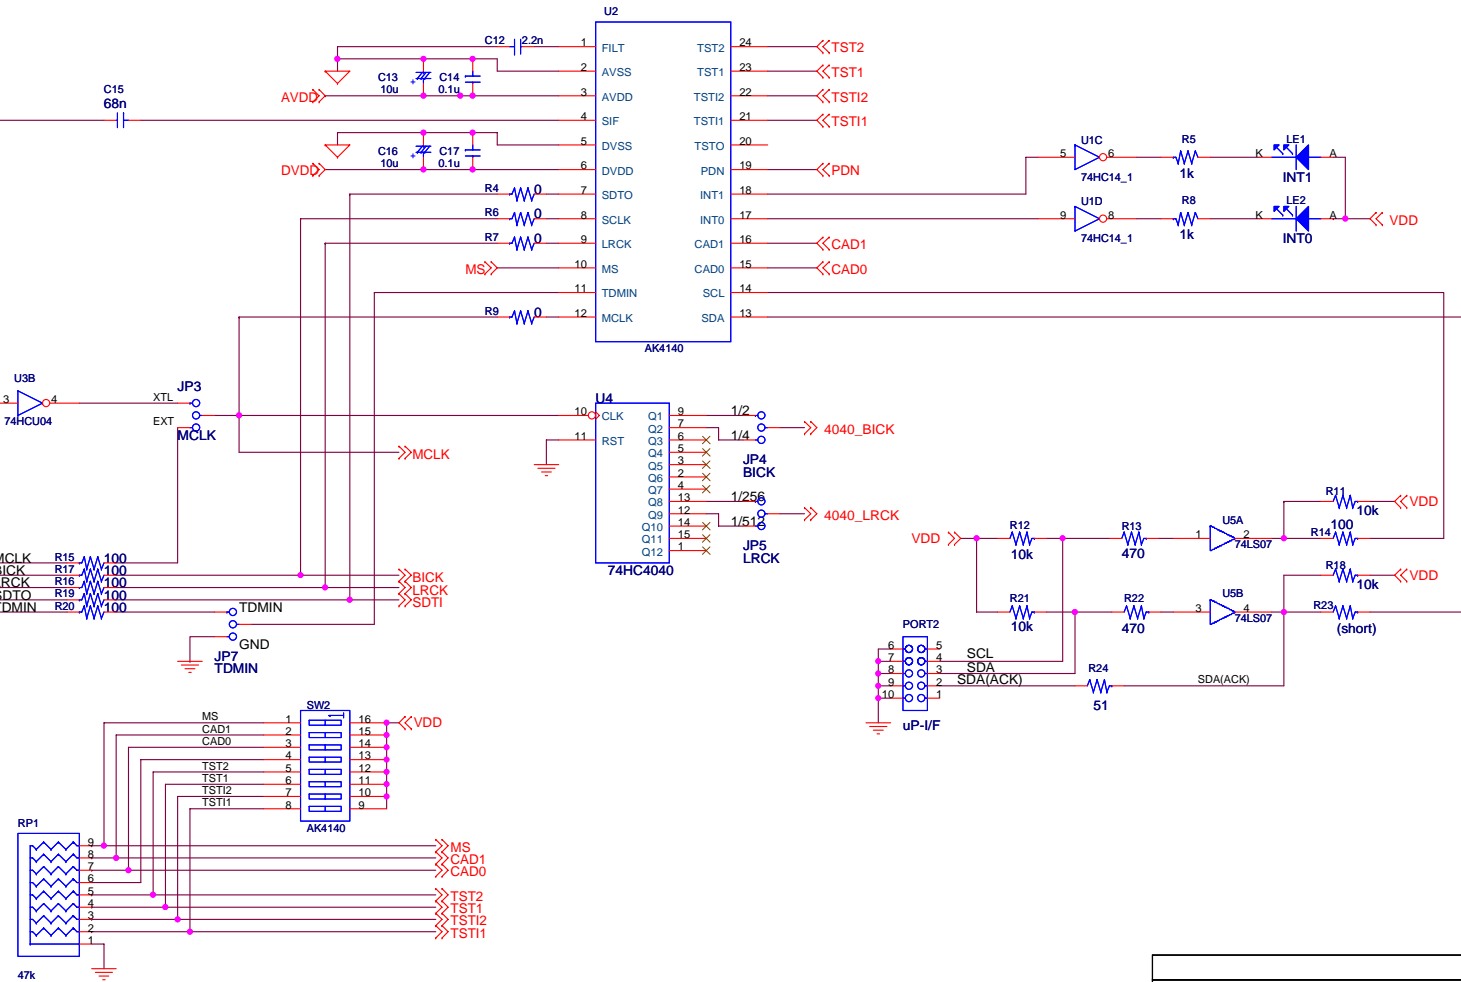 U2
C12 2.2n
1 FILT TST2 24 TST2
2 AVSS TST1 23 TST1
C13 10u C14 0.1u
AVDD 3 AVDD TSTI2 22 TSTI2
C15 68n
4 SIF TSTI1 21 TSTI1
5 DVSS TSTO 20
C16 10u C17 0.1u
DVDD 6 DVDD PDN 19 PDN
R4 0 7 SDTO INT1 18
R6 0 8 SCLK INT0 17
R7 0 9 LRCK CAD1 16 CAD1
MS 10 MS CAD0 15 CAD0
11 TDMIN SCL 14
R9 0 12 MCLK SDA 13
AK4140
U1C 5 6 74HC14_1
R5 1k
K LE1 A INT1
U1D 9 8 74HC14_1
R8 1k
K LE2 A INT0
VDD
U3B 3 4 74HCU04
JP3
XTL
EXT
MCLK
MCLK
U4
10 CLK Q1 9 1/2
Q2 7
11 RST Q3 6 1/4
Q4 5
Q5 3
Q6 2
Q7 4
Q8 13 1/256
Q9 12
Q10 14 1/512
Q11 15
Q12 1
74HC4040
4040_BICK
JP4
BICK
4040_LRCK
JP5
LRCK
MCLK R15 100
BICK R17 100
LRCK R16 100
SDTO R19 100
TDMIN R20 100
BICK
LRCK
SDTI
TDMIN
GND
JP7
TDMIN
VDD
R12 10k
R13 470
1 U5A 2 74LS07
R11 10k VDD
R14 100
R21 10k
R22 470
3 U5B 4 74LS07
R18 10k VDD
R23 (short)
PORT2
6 5
7 4 SCL
8 3 SDA
9 2 SDA(ACK)
10 1
uP-I/F
R24 51
SDA(ACK)
SW2
MS 1 16 VDD
CAD1 2 15
CAD0 3 14
4 13
TST2 5 12
TST1 6 11
TSTI2 7 10
TSTI1 8 9
1
AK4140
RP1
9 MS
8 CAD1
7 CAD0
6
5 TST2
4 TST1
3 TSTI2
2 TSTI1
1
47k